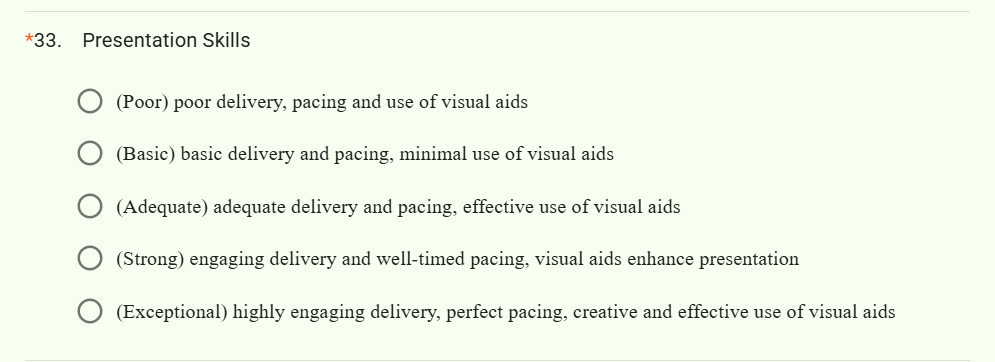 *33. Presentation Skills
(Poor) poor delivery, pacing and use of visual aids
(Basic) basic delivery and pacing, minimal use of visual aids
(Adequate) adequate delivery and pacing, effective use of visual aids
(Strong) engaging delivery and well-timed pacing, visual aids enhance presentation
(Exceptional) highly engaging delivery, perfect pacing, creative and effective use of visual aids